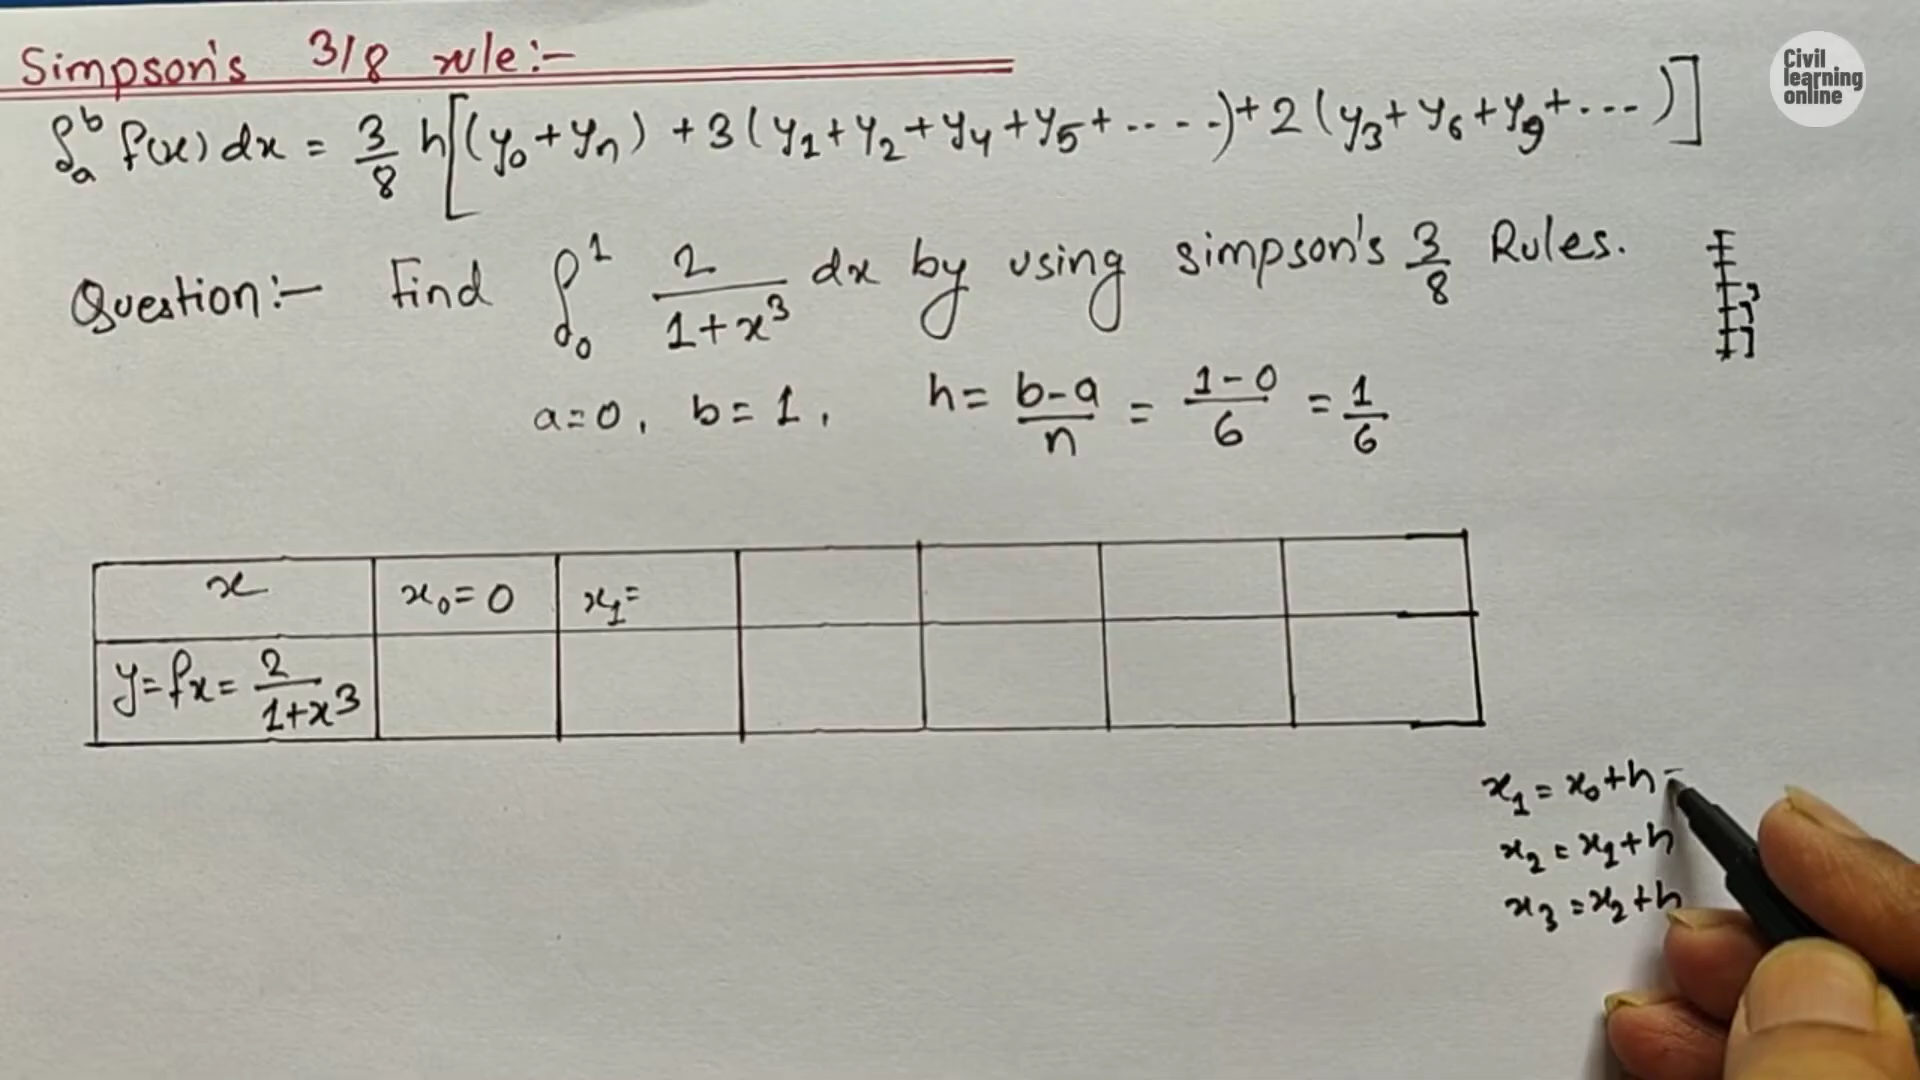 Simpson's 3/8 rule:-
∫ₐᵇ f(x) dx = 3/8 h[(y₀+yₙ) + 3(y₁+y₂+y₄+y₅+.....)+2(y₃+y₆+y₉+...)]
Question:- Find ∫₀¹ 2/(1+x³) dx by using simpson's 3/8 Rules.
a=0, b=1, h= (b-a)/n = (1-0)/6 = 1/6
x x₀=0 x₁=
y=fx= 2/(1+x³)
x₁=x₀+h=
x₂=x₁+h
x₃=x₂+h
Civil
learning
online